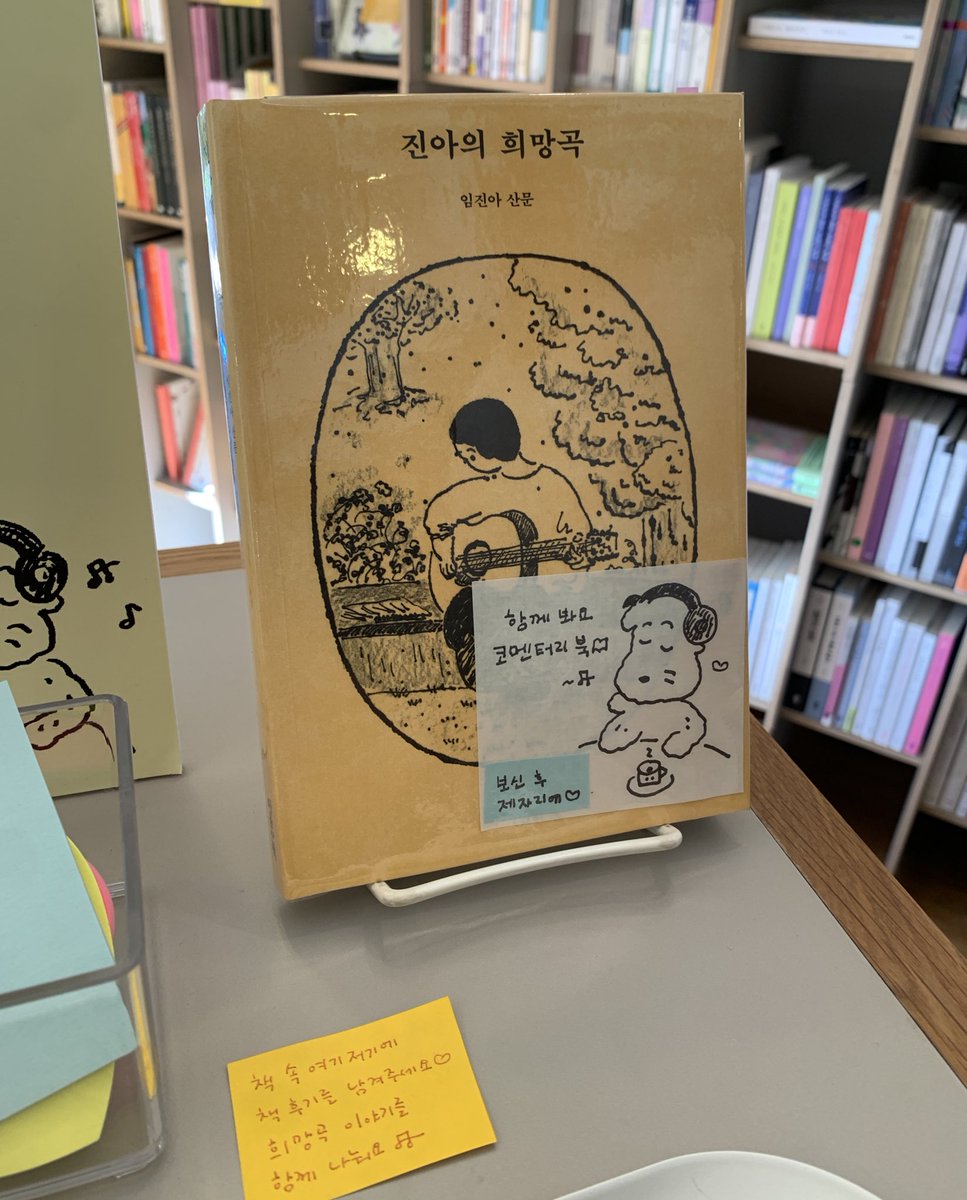 진아의 희망곡
임진아 산문
함께 봐요
코멘터리 북
보신 후
제자리에
책 속 여기저기에
책 후기를 남겨주세요
희망곡 이야기를
함께 나눠요